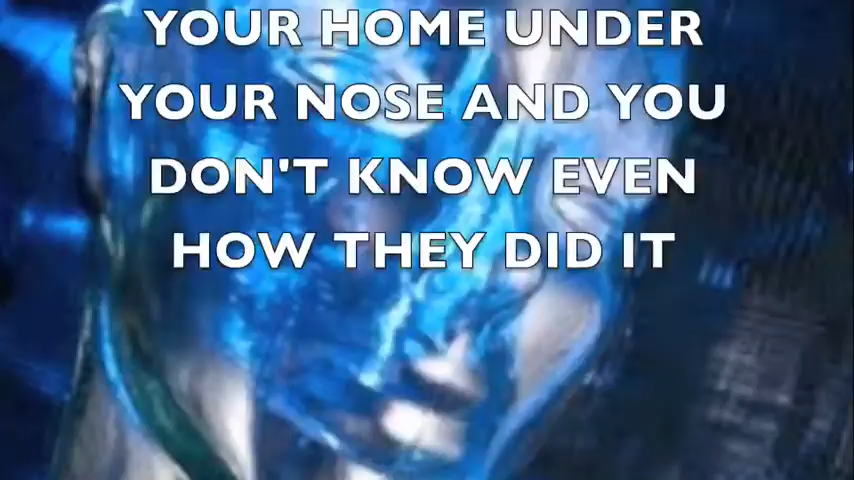 YOUR HOME UNDER
YOUR NOSE AND YOU
DON'T KNOW EVEN
HOW THEY DID IT